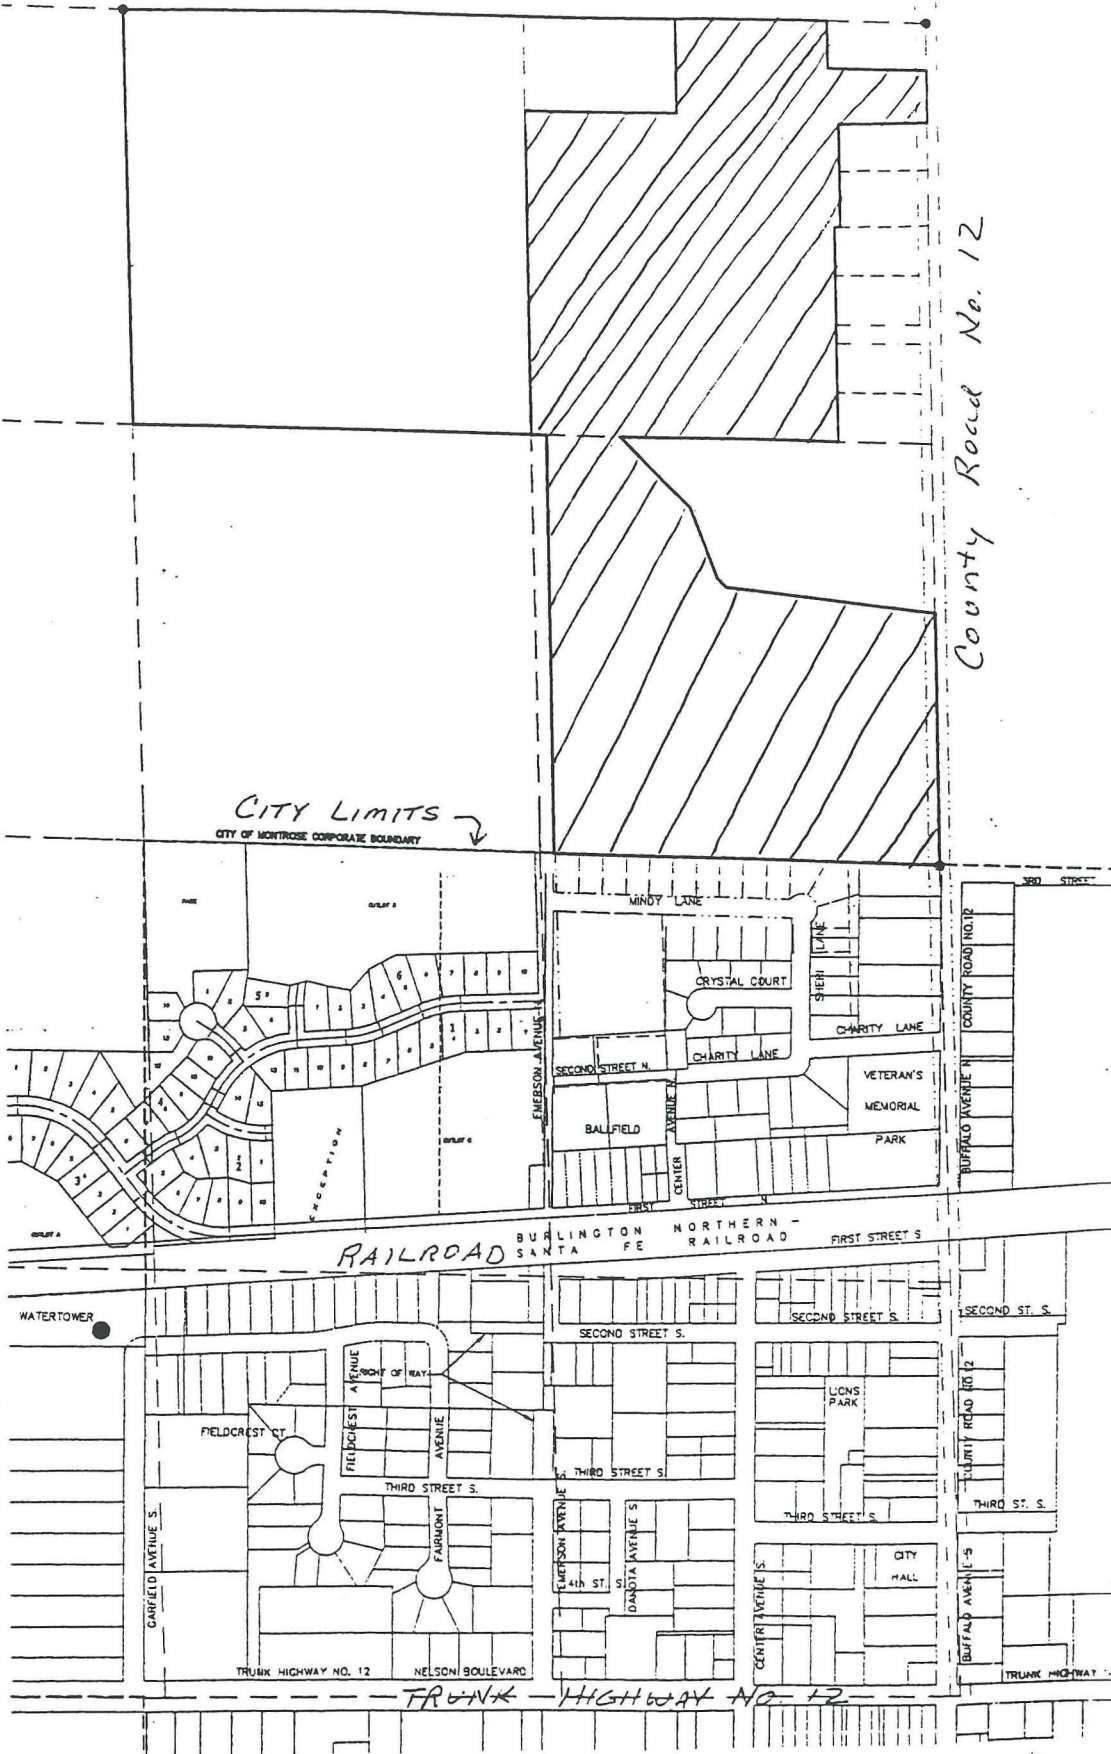 County Road No. 12
CITY LIMITS
CITY OF MONTROSE CORPORATE BOUNDARY
3RD STREET
PARK
OUTLOT B
MINDY LANE
SHERI LANE
CRYSTAL COURT
CHARITY LANE
COUNTY ROAD NO.12
EMERSON AVENUE N
SECOND STREET N.
CHARITY LANE
VETERAN'S
MEMORIAL
PARK
BALLFIELD
CENTER AVENUE N.
BUFFALO AVENUE N
EXCEPTION
OUTLOT C
OUTLOT A
FIRST STREET N
BURLINGTON NORTHERN -
SANTA FE RAILROAD
RAILROAD
FIRST STREET S
WATERTOWER
SECOND STREET S.
SECOND STREET S.
SECOND ST. S.
RIGHT OF WAY
FIELDCREST AVENUE
LIONS
PARK
COUNTY ROAD NO.12
FIELDCREST CT
FAIRMONT AVENUE
THIRD STREET S.
THIRD STREET S.
THIRD STREET S.
THIRD ST. S.
GARFIELD AVENUE S.
EMERSON AVENUE S.
DAKOTA AVENUE S
4th ST. S
CITY
HALL
CENTER AVENUE S.
BUFFALO AVENUE-S
TRUNK HIGHWAY NO. 12
NELSON BOULEVARD
TRUNK HIGHWAY
TRUNK HIGHWAY NO. 12